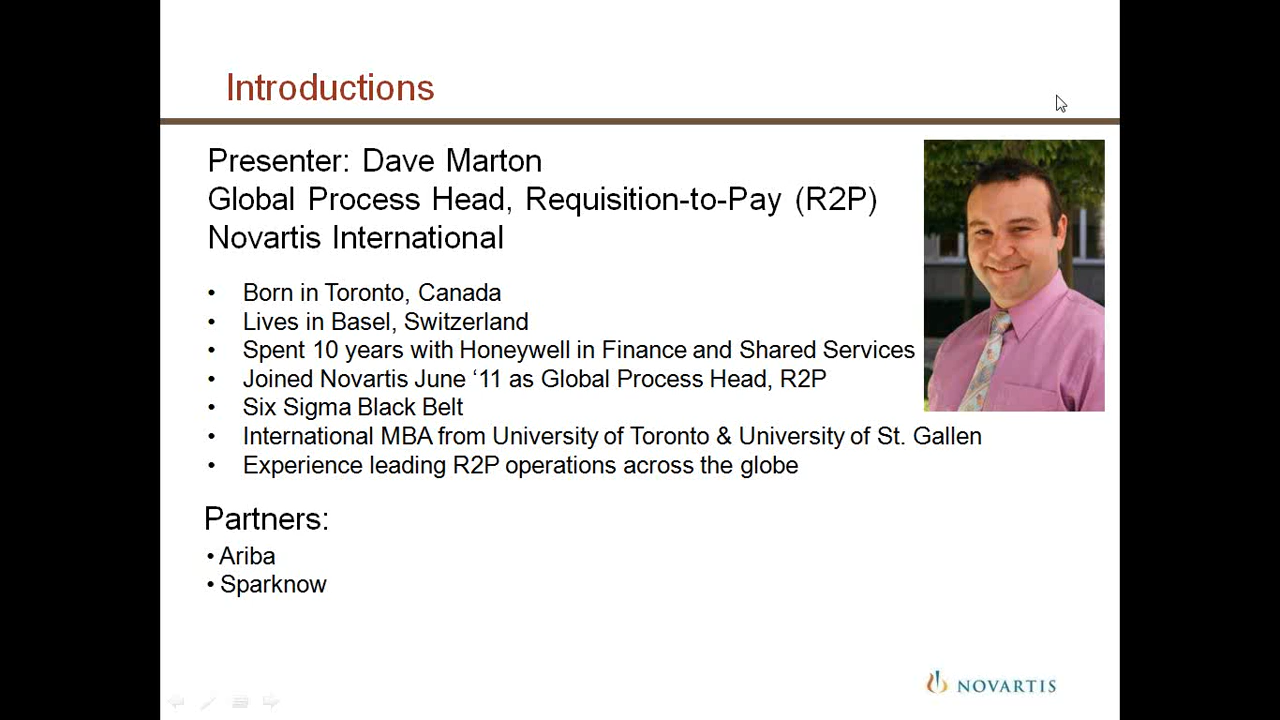 Introductions
Presenter: Dave Marton
Global Process Head, Requisition-to-Pay (R2P)
Novartis International
• Born in Toronto, Canada
• Lives in Basel, Switzerland
• Spent 10 years with Honeywell in Finance and Shared Services
• Joined Novartis June ‘11 as Global Process Head, R2P
• Six Sigma Black Belt
• International MBA from University of Toronto & University of St. Gallen
• Experience leading R2P operations across the globe
Partners:
• Ariba
• Sparknow
NOVARTIS